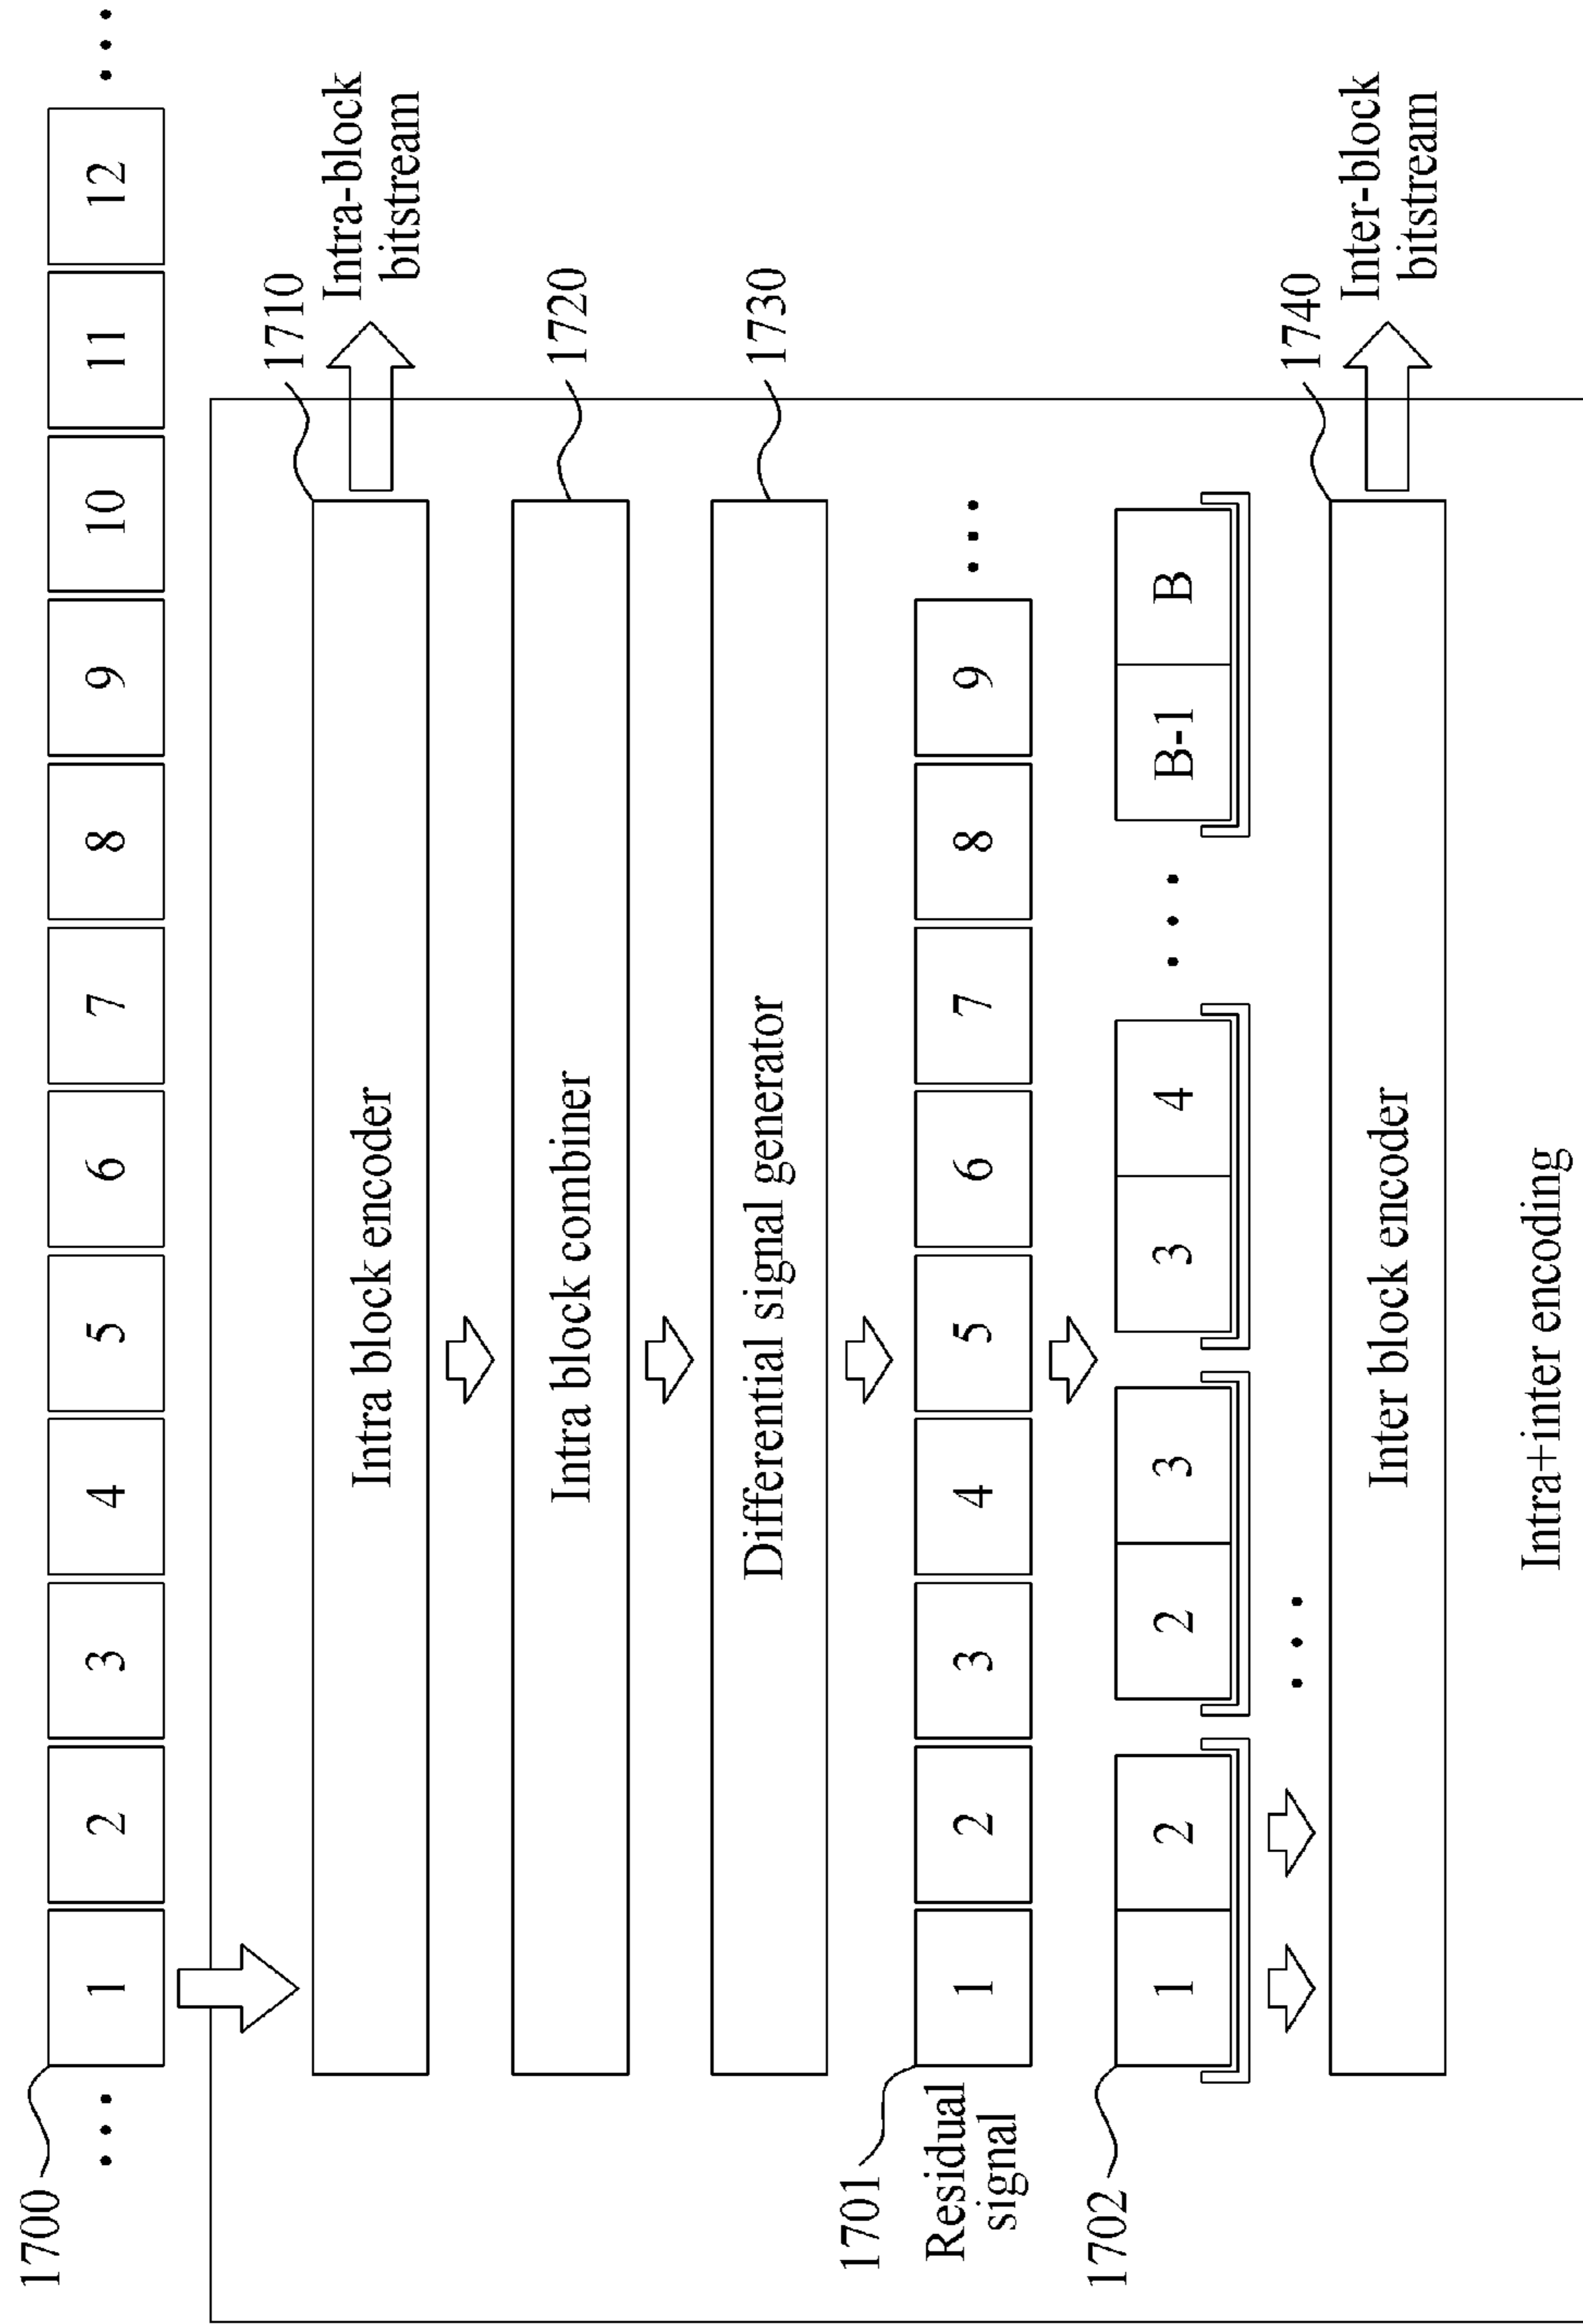 1700
... 1 2 3 4 5 6 7 8 9 10 11 12 ...
1710
Intra block encoder
Intra-block
bitstream
Intra block combiner
1720
Differential signal generator
1730
1701
Residual
signal
1 2 3 4 5 6 7 8 9 ...
1702
1 2 2 3 3 4 ... B-1 B
...
1740
Inter block encoder
Inter-block
bitstream
Intra+inter encoding